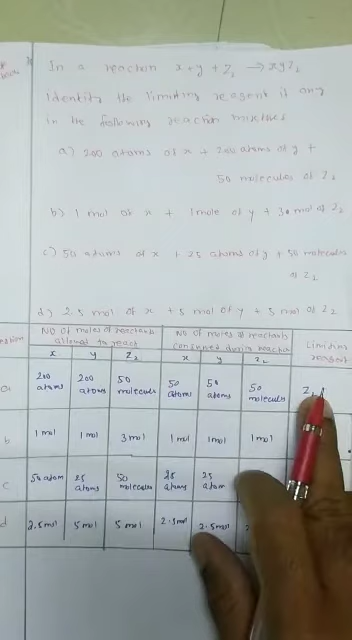 In a reaction x + y + Z₂ → xyZ₂
Identify the limiting reagent if any
in the following reaction mixtures
a) 200 atoms of x + 200 atoms of y +
50 molecules of Z₂
b) 1 mol of x + 1 mole of y + 3 mol of Z₂
c) 50 atoms of x + 25 atoms of y + 50 molecules
of Z₂
d) 2.5 mol of x + 5 mol of y + 5 mol of Z₂
No of moles of reactants allowed to react No of moles of reactants consumed during reaction Limiting reagent
x y Z₂ x y Z₂
a 200 atoms 200 atoms 50 molecules 50 atoms 50 atoms 50 molecules Z
b 1 mol 1 mol 3 mol 1 mol 1 mol 1 mol
c 50 atom 25 atoms 50 molecules 25 atoms 25 atom
d 2.5 mol 5 mol 5 mol 2.5 mol 2.5 mol